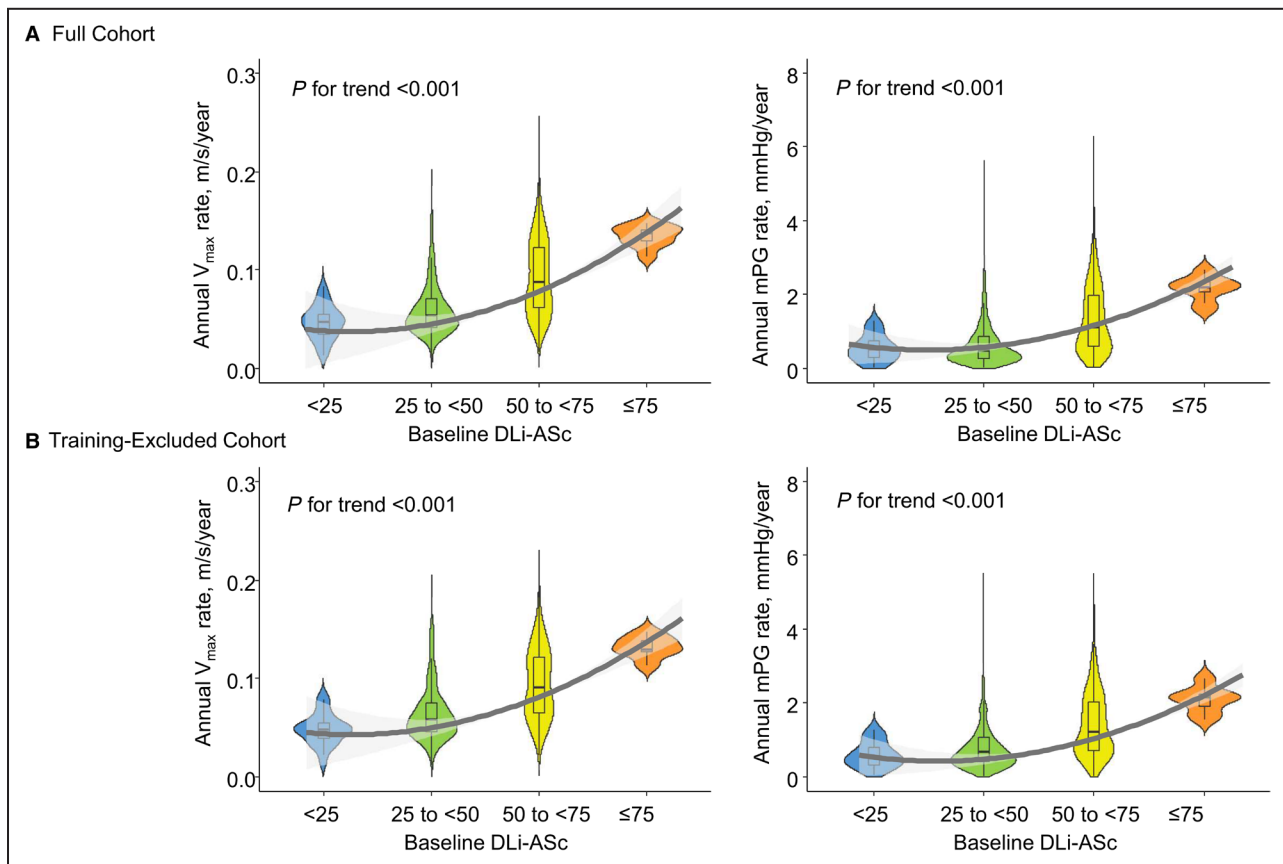 A Full Cohort
P for trend <0.001
Annual Vmax rate, m/s/year
0.3
0.2
0.1
0.0
<25
25 to <50
50 to <75
≤75
Baseline DLi-ASc
P for trend <0.001
Annual mPG rate, mmHg/year
8
6
4
2
0
<25
25 to <50
50 to <75
≤75
Baseline DLi-ASc
B Training-Excluded Cohort
P for trend <0.001
Annual Vmax rate, m/s/year
0.3
0.2
0.1
0.0
<25
25 to <50
50 to <75
≤75
Baseline DLi-ASc
P for trend <0.001
Annual mPG rate, mmHg/year
8
6
4
2
0
<25
25 to <50
50 to <75
≤75
Baseline DLi-ASc